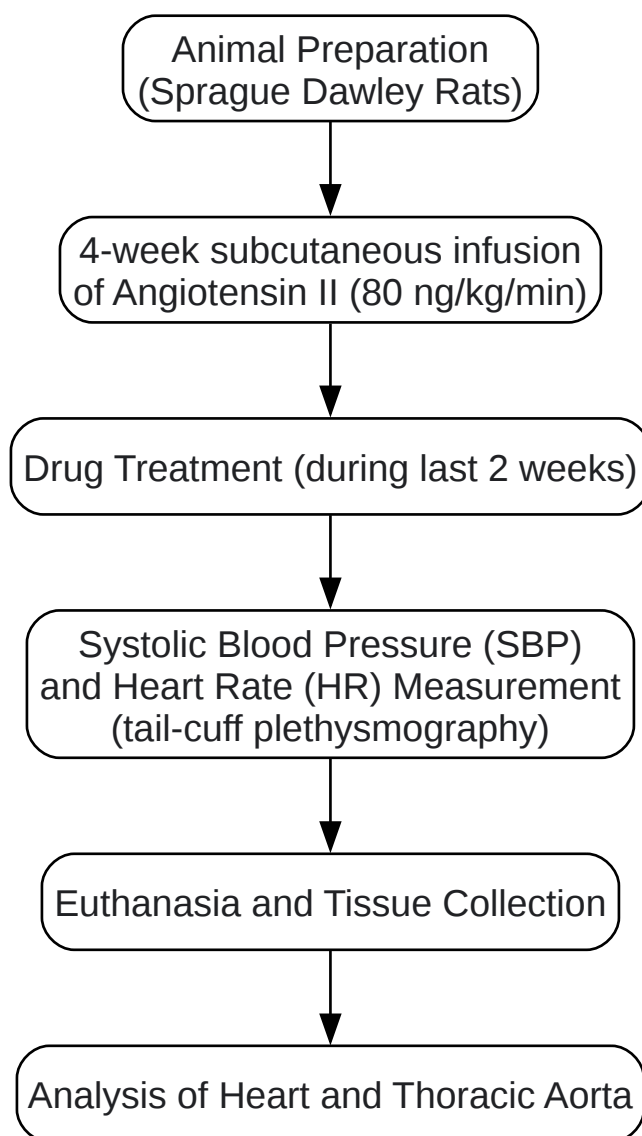 Animal Preparation
(Sprague Dawley Rats)
4-week subcutaneous infusion
of Angiotensin II (80 ng/kg/min)
Drug Treatment (during last 2 weeks)
Systolic Blood Pressure (SBP)
and Heart Rate (HR) Measurement
(tail-cuff plethysmography)
Euthanasia and Tissue Collection
Analysis of Heart and Thoracic Aorta